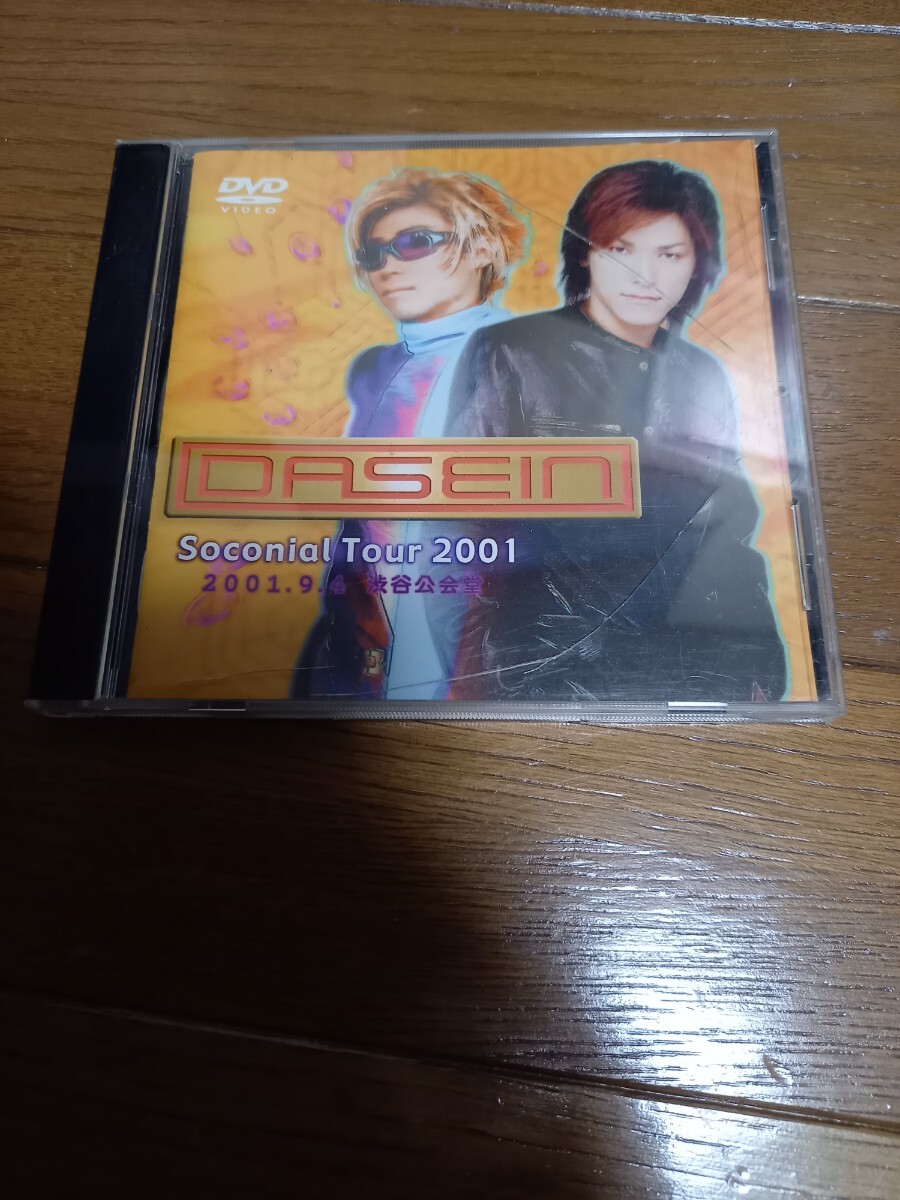 DVD
VIDEO
DASEIN
Soconial Tour 2001
2001.9.4 渋谷公会堂